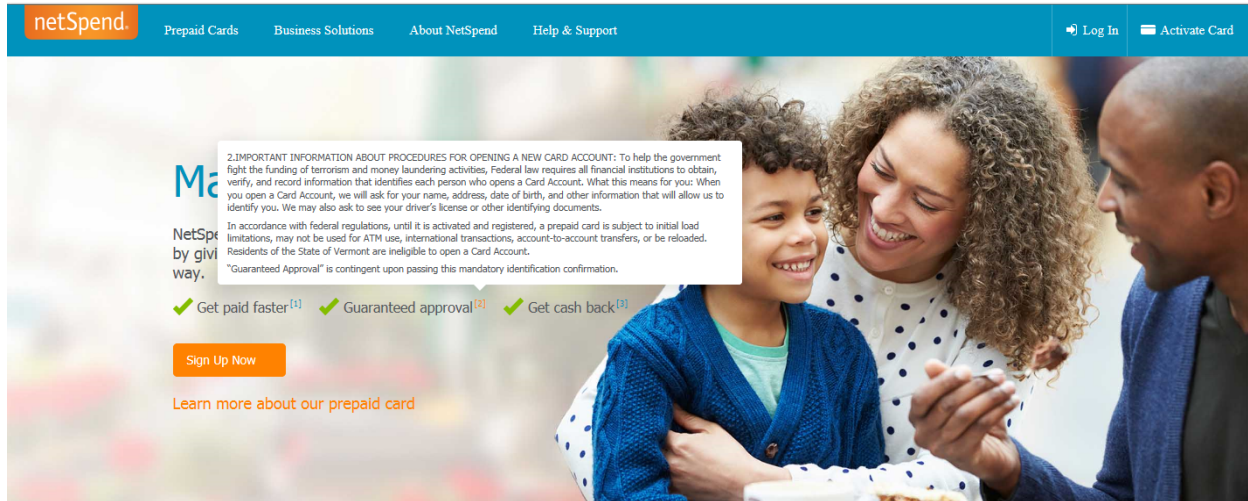 netSpend.
Prepaid Cards
Business Solutions
About NetSpend
Help & Support
Log In
Activate Card
2.IMPORTANT INFORMATION ABOUT PROCEDURES FOR OPENING A NEW CARD ACCOUNT: To help the government
fight the funding of terrorism and money laundering activities, Federal law requires all financial institutions to obtain,
verify, and record information that identifies each person who opens a Card Account. What this means for you: When
you open a Card Account, we will ask for your name, address, date of birth, and other information that will allow us to
identify you. We may also ask to see your driver's license or other identifying documents.
In accordance with federal regulations, until it is activated and registered, a prepaid card is subject to initial load
limitations, may not be used for ATM use, international transactions, account-to-account transfers, or be reloaded.
Residents of the State of Vermont are ineligible to open a Card Account.
"Guaranteed Approval" is contingent upon passing this mandatory identification confirmation.
Ma
NetSpe
by givi
way.
Get paid faster[1]
Guaranteed approval[2]
Get cash back[3]
Sign Up Now
Learn more about our prepaid card